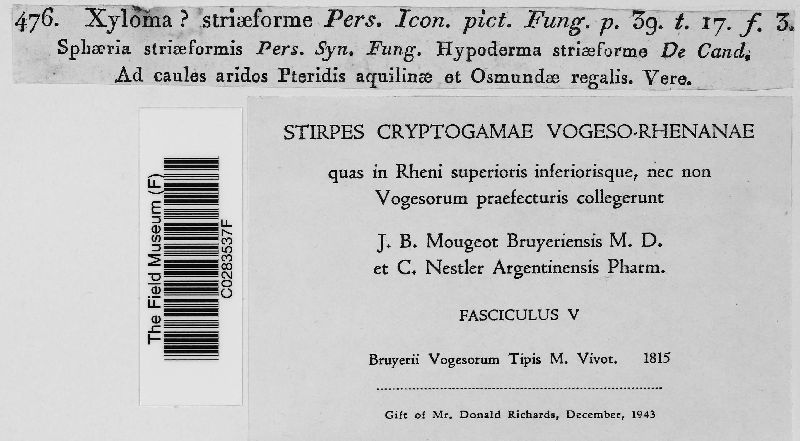 476. Xyloma ? striæforme Pers. Icon. pict. Fung. p. 39. t. 17. f. 3.
Sphæria striæformis Pers. Syn. Fung. Hypoderma striæforme De Cand.
Ad caules aridos Pteridis aquilinæ et Osmundæ regalis. Vere.
The Field Museum (F)
C0283537F
STIRPES CRYPTOGAMAE VOGESO-RHENANAE
quas in Rheni superioris inferiorisque, nec non
Vogesorum praefecturis collegerunt
J. B. Mougeot Bruyeriensis M. D.
et C. Nestler Argentinensis Pharm.
FASCICULUS V
Bruyerii Vogesorum Tipis M. Vivot. 1815
Gift of Mr. Donald Richards, December, 1943